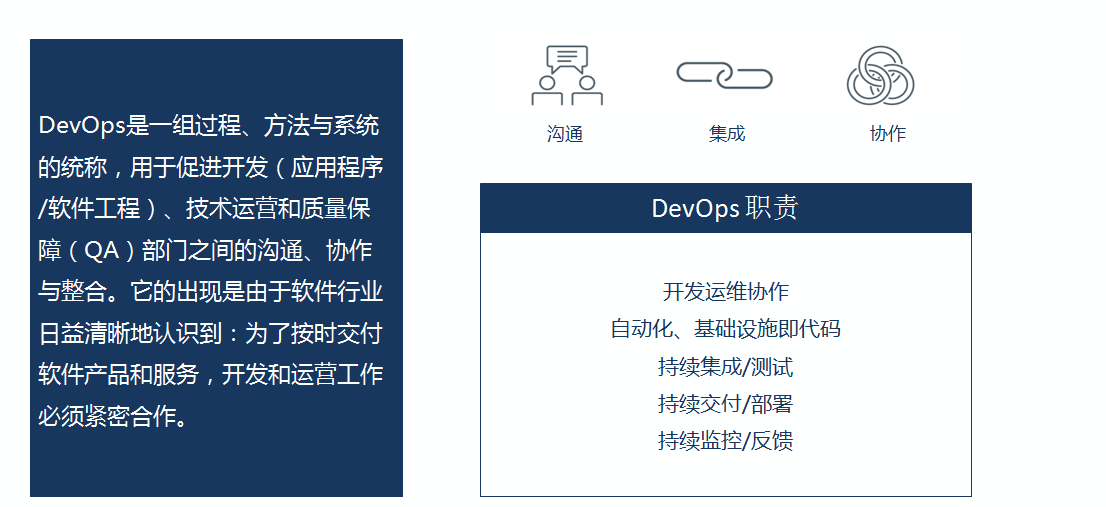 DevOps是一组过程、方法与系统
的统称，用于促进开发（应用程序
/软件工程）、技术运营和质量保
障（QA）部门之间的沟通、协作
与整合。它的出现是由于软件行业
日益清晰地认识到：为了按时交付
软件产品和服务，开发和运营工作
必须紧密合作。
沟通
集成
协作
DevOps 职责
开发运维协作
自动化、基础设施即代码
持续集成/测试
持续交付/部署
持续监控/反馈